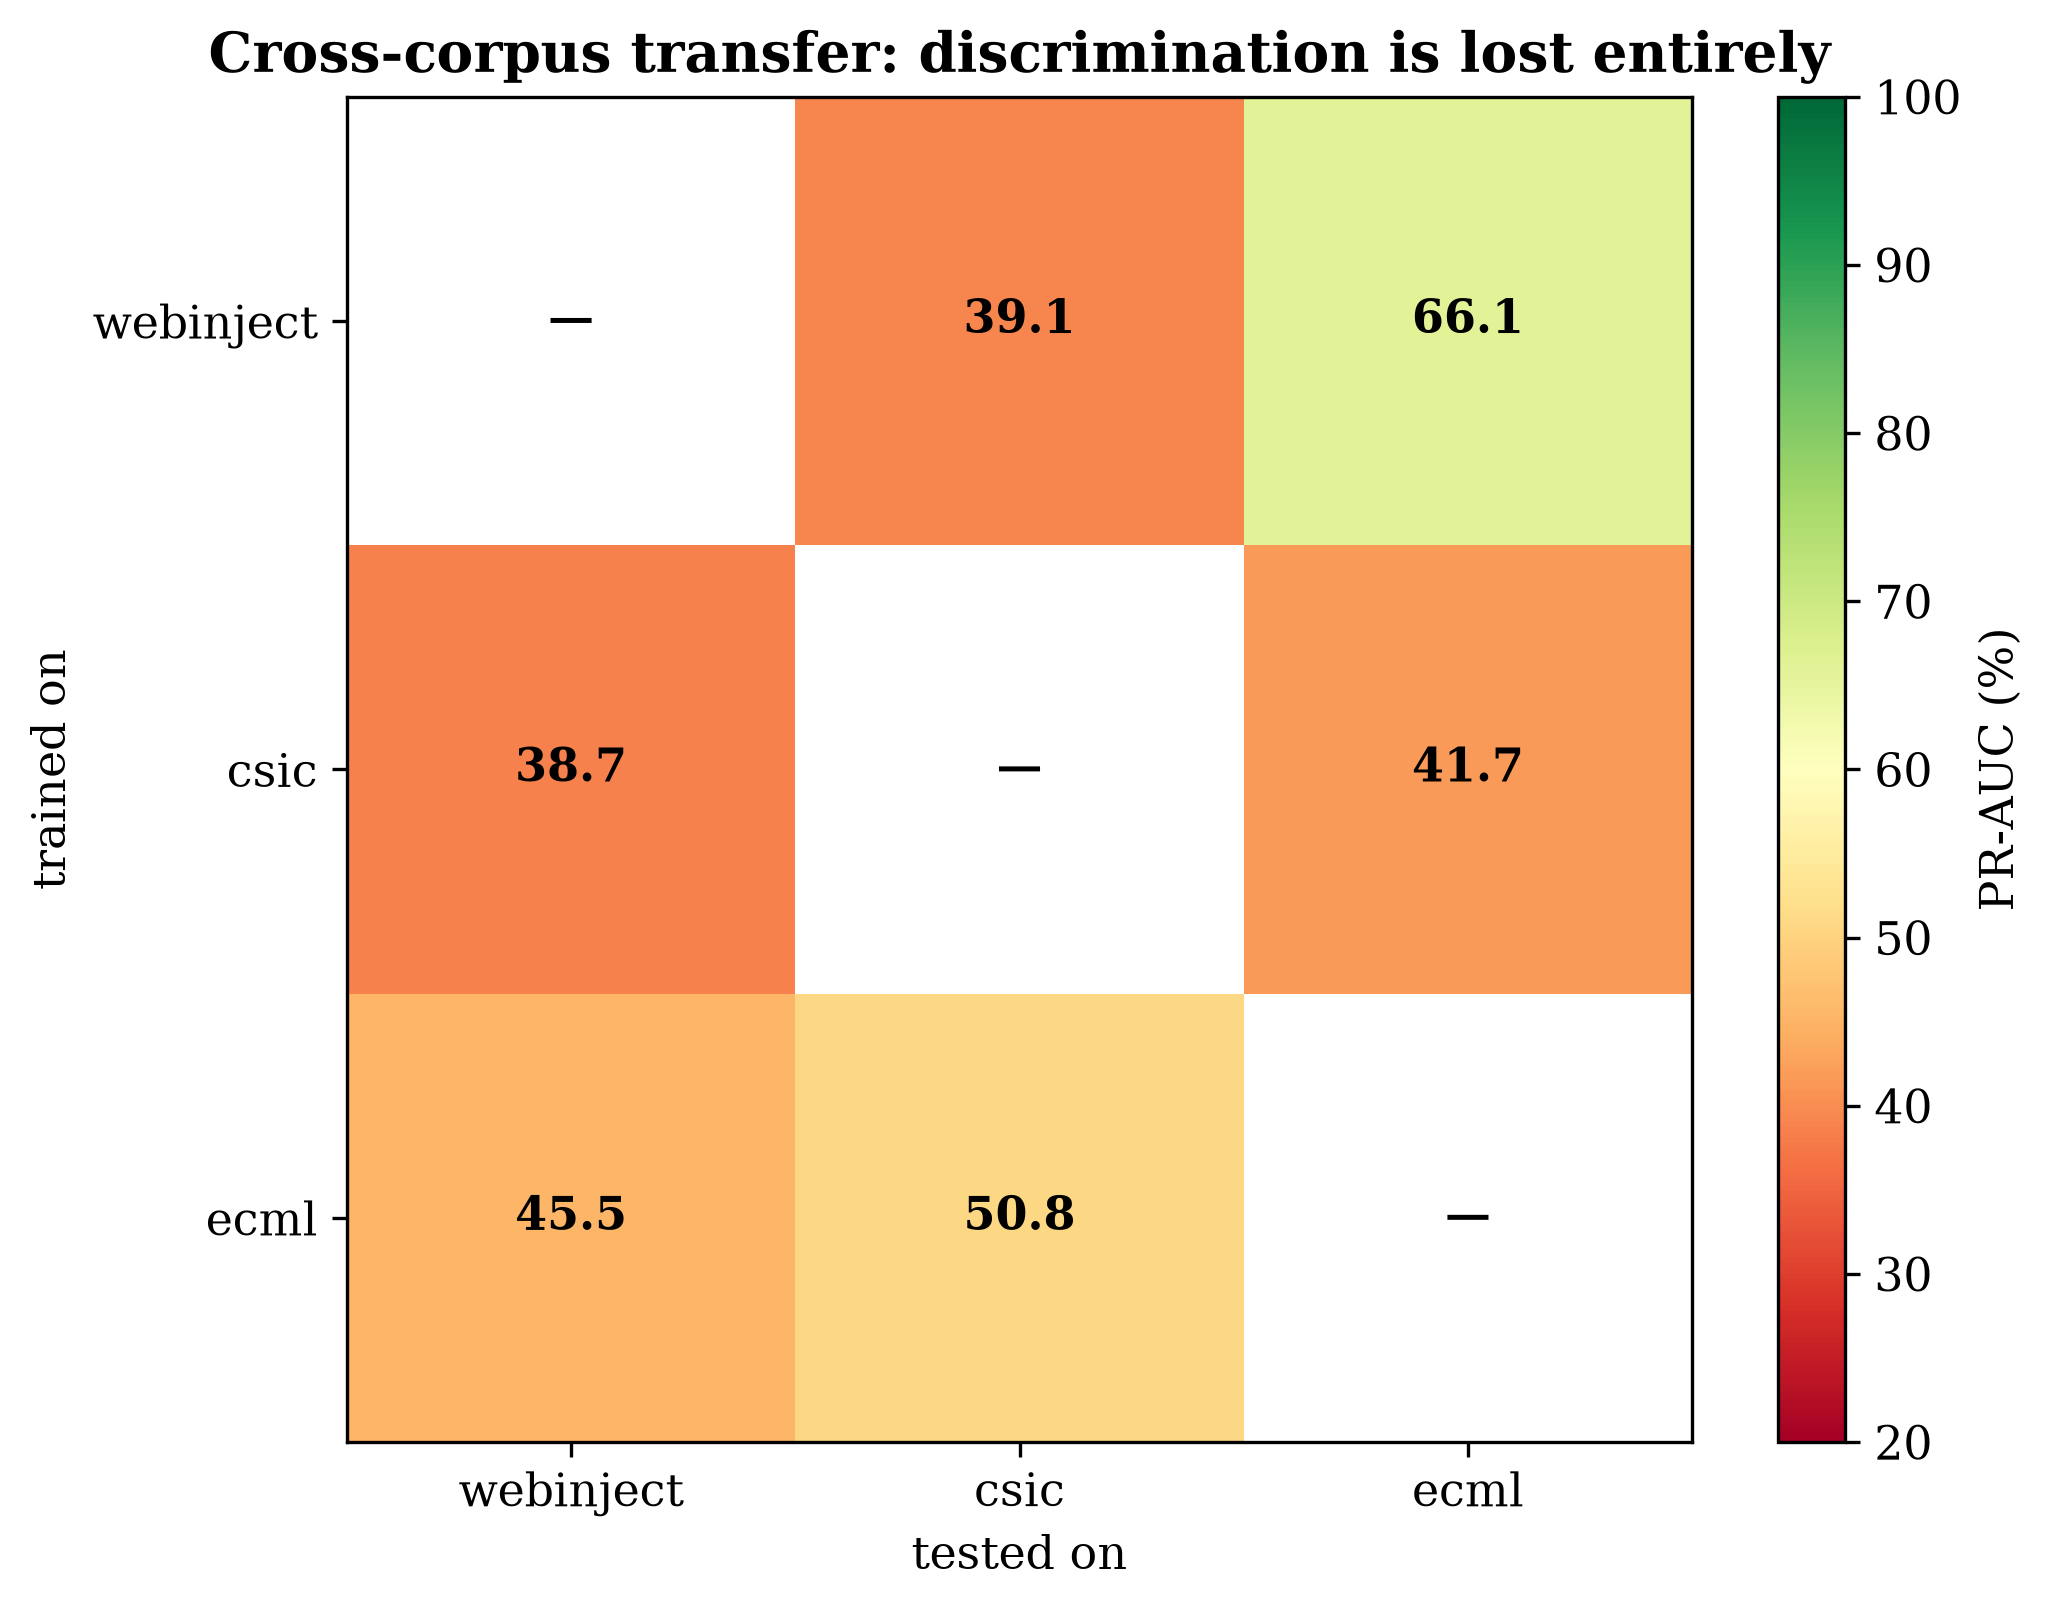 Cross-corpus transfer: discrimination is lost entirely
webinject
—
39.1
66.1
csic
38.7
—
41.7
ecml
45.5
50.8
—
webinject
csic
ecml
tested on
trained on
100
90
80
70
60
50
40
30
20
PR-AUC (%)